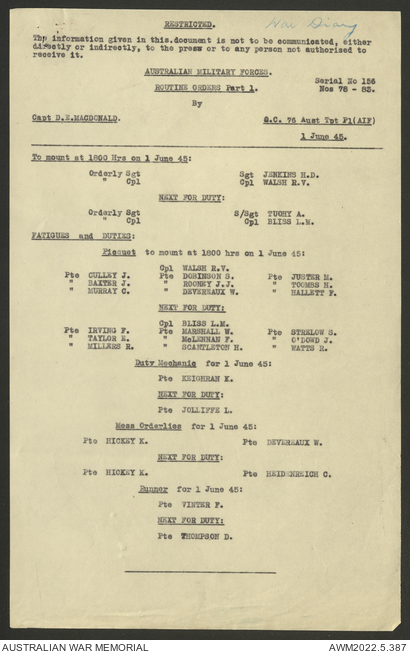 RESTRICTED.
War Diary
The information given in this document is not to be communicated, either
directly or indirectly, to the press or to any person not authorised to
receive it.
AUSTRALIAN MILITARY FORCES.
Serial No 156
ROUTINE ORDERS Part 1.
Nos 78 - 83.
By
Capt D.E.MACDONALD.
O.C. 76 Aust Tpt Pl(AIF)
1 June 45.
To mount at 1800 Hrs on 1 June 45:
Orderly Sgt Sgt JENKINS H.D.
" Cpl Cpl WALSH R.V.
NEXT FOR DUTY:
Orderly Sgt S/Sgt TUOHY A.
" Cpl Cpl BLISS L.M.
FATIGUES and DUTIES:
Picquet to mount at 1800 hrs on 1 June 45:
Cpl WALSH R.V.
Pte CULLEY J. Pte ROBINSON S. Pte JUSTER M.
" BAXTER J. " ROONEY J.J. " TOOMBS H.
" MURRAY C. " DEVEREAUX W. " HALLETT F.
NEXT FOR DUTY:
Cpl BLISS L.M.
Pte IRVING F. Pte MARSHALL W. Pte STRELOW S.
" TAYLOR E. " McLENNAN F. " O'DOWD J.
" MILLERS R. " SCANTLETON H. " WATTS R.
Duty Mechanic for 1 June 45:
Pte KEIGHRAN K.
NEXT FOR DUTY:
Pte JOLLIFFE L.
Mess Orderlies for 1 June 45:
Pte HICKEY K. Pte DEVEREAUX W.
NEXT FOR DUTY:
Pte HICKEY K. Pte HEIDENREICH C.
Runner for 1 June 45:
Pte VINTER F.
NEXT FOR DUTY:
Pte THOMPSON D.
AUSTRALIAN WAR MEMORIAL
AWM2022.5.387